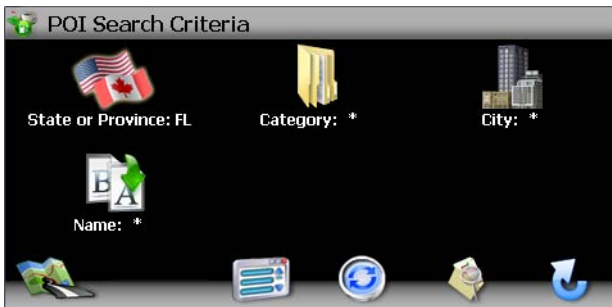 POI Search Criteria
State or Province: FL
Category: *
City: *
B
A
Name: *